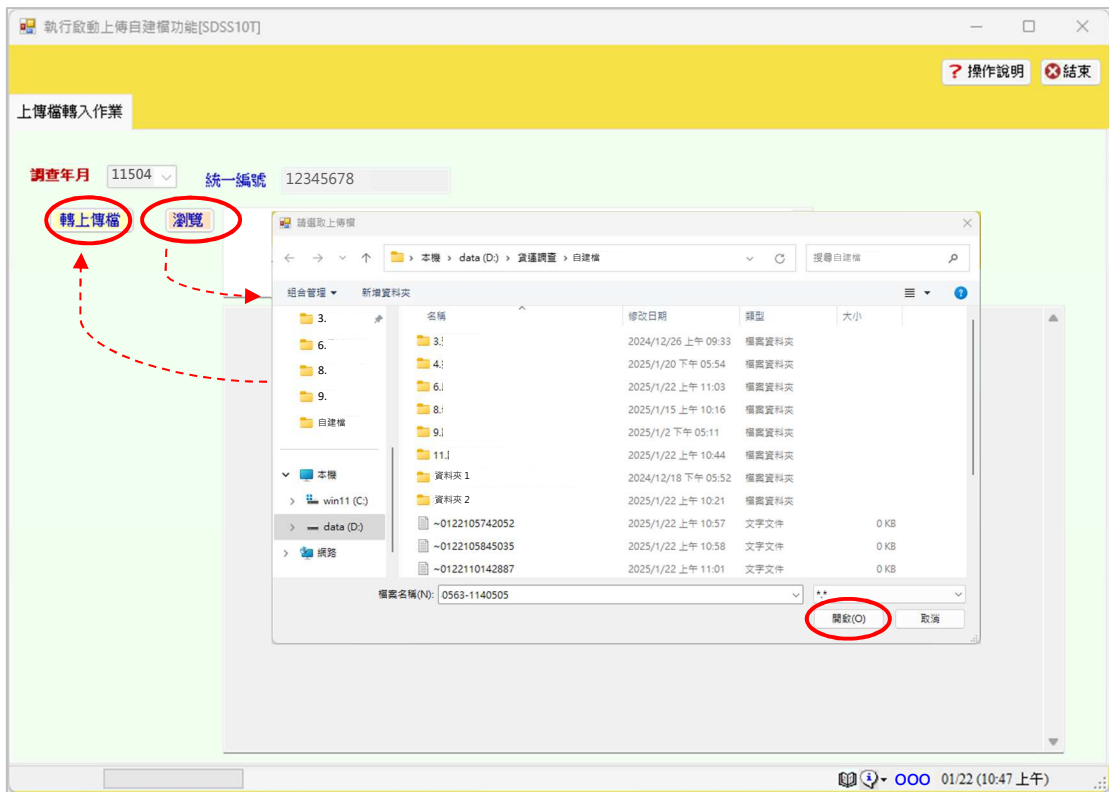 執行啟動上傳自建檔功能[SDSS10T]
? 操作說明 結束
上傳檔轉入作業
調查年月 11504 統一編號 12345678
轉上傳檔 瀏覽
請選取上傳檔
本機 › data (D:) › 貨運調查 › 自建檔 搜尋自建檔
組合管理 新增資料夾
名稱 修改日期 類型 大小
3.
6.
8.
9.
自建檔
本機
win11 (C:)
data (D:)
網路
3. 2024/12/26 上午 09:33 檔案資料夾
4. 2025/1/20 下午 05:54 檔案資料夾
6. 2025/1/22 上午 11:03 檔案資料夾
8. 2025/1/15 上午 10:16 檔案資料夾
9. 2025/1/2 下午 05:11 檔案資料夾
11. 2025/1/22 上午 10:44 檔案資料夾
資料夾 1 2024/12/18 下午 05:52 檔案資料夾
資料夾 2 2025/1/22 上午 10:21 檔案資料夾
~0122105742052 2025/1/22 上午 10:57 文字文件 0 KB
~0122105845035 2025/1/22 上午 10:58 文字文件 0 KB
~0122110142887 2025/1/22 上午 11:01 文字文件 0 KB
檔案名稱(N): 0563-1140505 *.*
開啟(O) 取消
OOO 01/22 (10:47 上午)